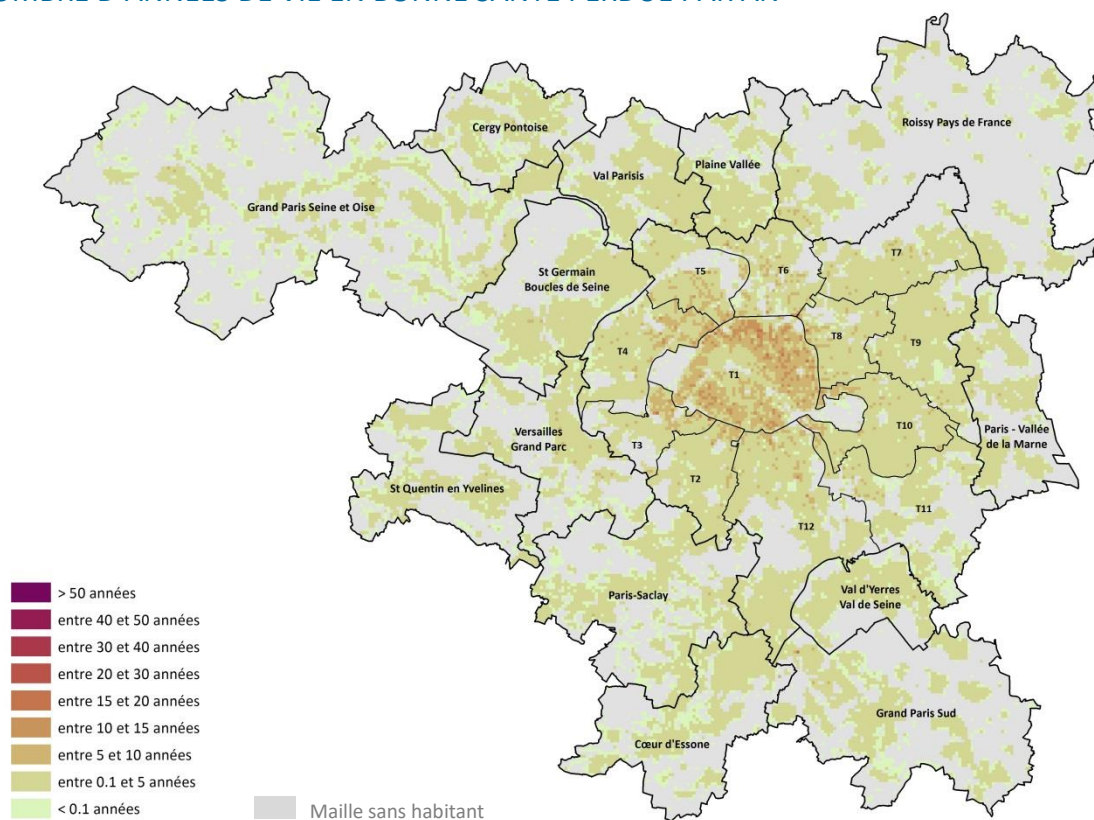 Roissy Pays de France
Cergy Pontoise
Plaine Vallée
Val Parisis
Grand Paris Seine et Oise
T7
T5
T6
St Germain
Boucles de Seine
T8
T9
T4
T1
T10
Paris - Vallée
de la Marne
Versailles
Grand Parc
T3
T2
St Quentin en Yvelines
T11
T12
> 50 années
entre 40 et 50 années
entre 30 et 40 années
entre 20 et 30 années
entre 15 et 20 années
entre 10 et 15 années
entre 5 et 10 années
entre 0.1 et 5 années
< 0.1 années
Maille sans habitant
Paris-Saclay
Val d'Yerres
Val de Seine
Grand Paris Sud
Cœur d'Essone